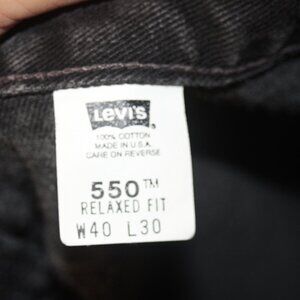 Levi's
100% COTTON
MADE IN U.S.A.
CARE ON REVERSE
550™
RELAXED FIT
W40 L30